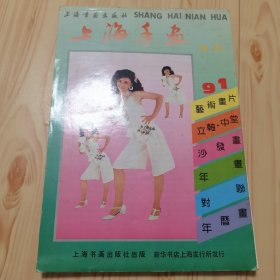 上海書画出版社 SHANG HAI NIAN HUA
上海年画
91
藝術畫片
立軸·中堂
沙發畫
年畫
對聯
年曆畫
上海书画出版社出版 新华书店上海发行所发行